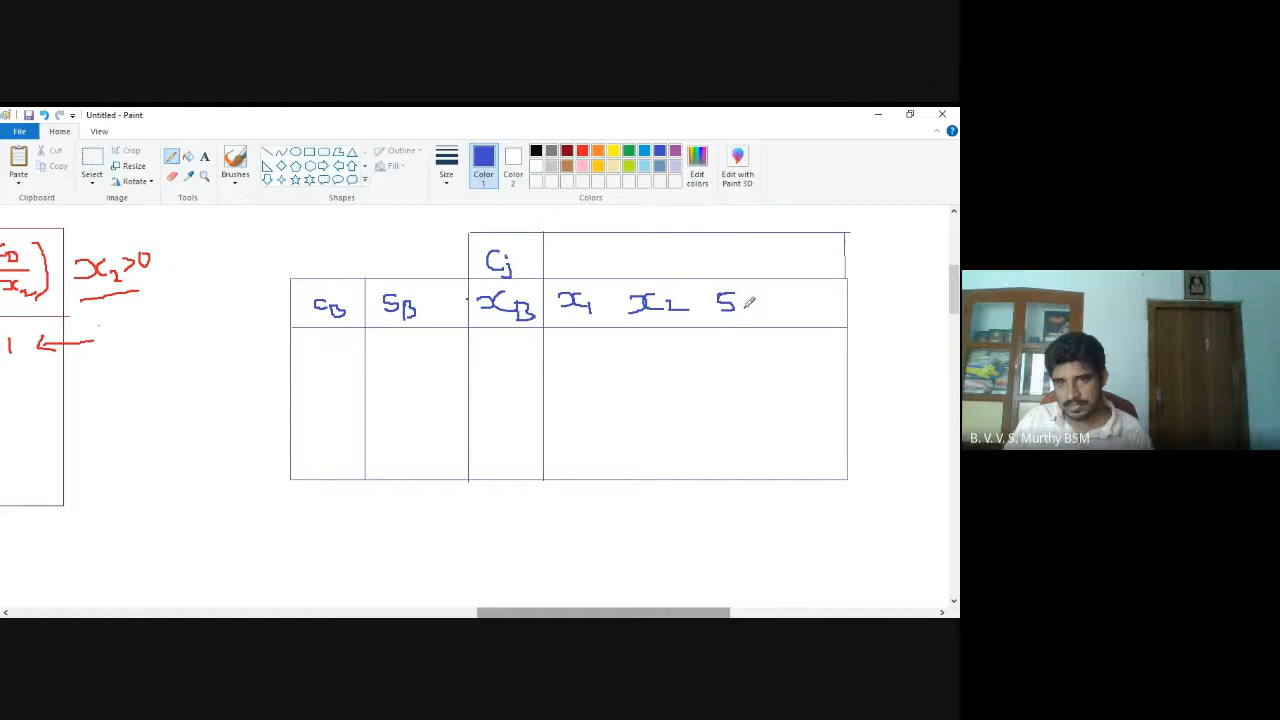 Untitled - Paint
File Home View
Cut
Copy
Paste
Clipboard
Select
Crop
Resize
Rotate
Image
Tools
Brushes
Shapes
Outline
Fill
Size
Color 1
Color 2
Edit colors
Edit with Paint 3D
Colors
x₂>0
Cj
CB SB xB x₁ x₂ S
1
B. V. V. S. Murthy BSM